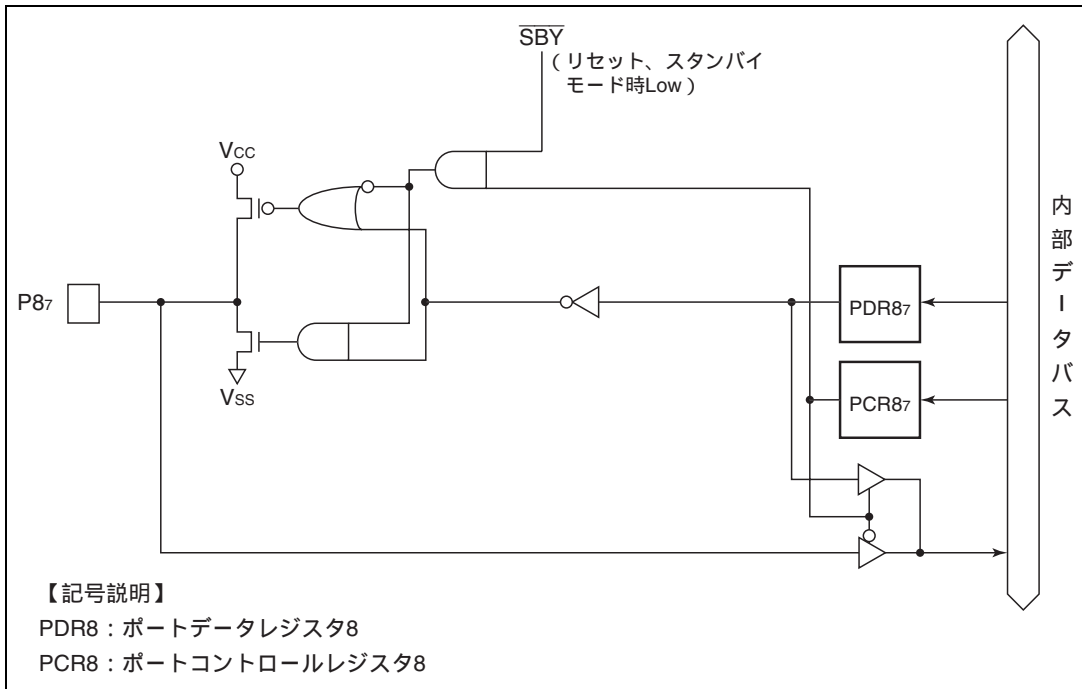 SBY
（リセット、スタンバイ
モード時Low）
VCC
P87
VSS
PDR87
PCR87
内部データバス
【記号説明】
PDR8：ポートデータレジスタ8
PCR8：ポートコントロールレジスタ8